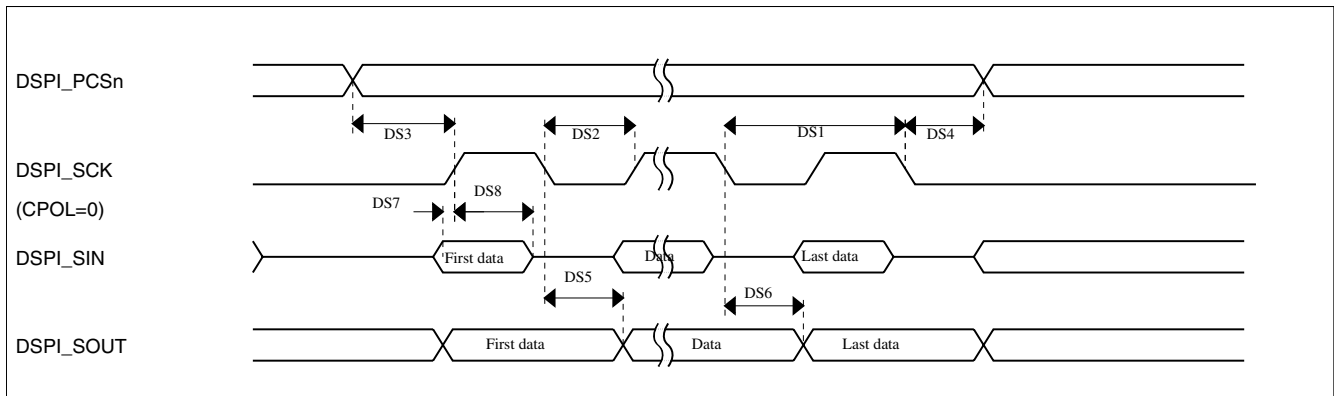 DSPI_PCSn
DS3
DS2
DS1
DS4
DSPI_SCK
(CPOL=0)
DS7
DS8
DSPI_SIN
First data
Data
Last data
DS5
DS6
DSPI_SOUT
First data
Data
Last data